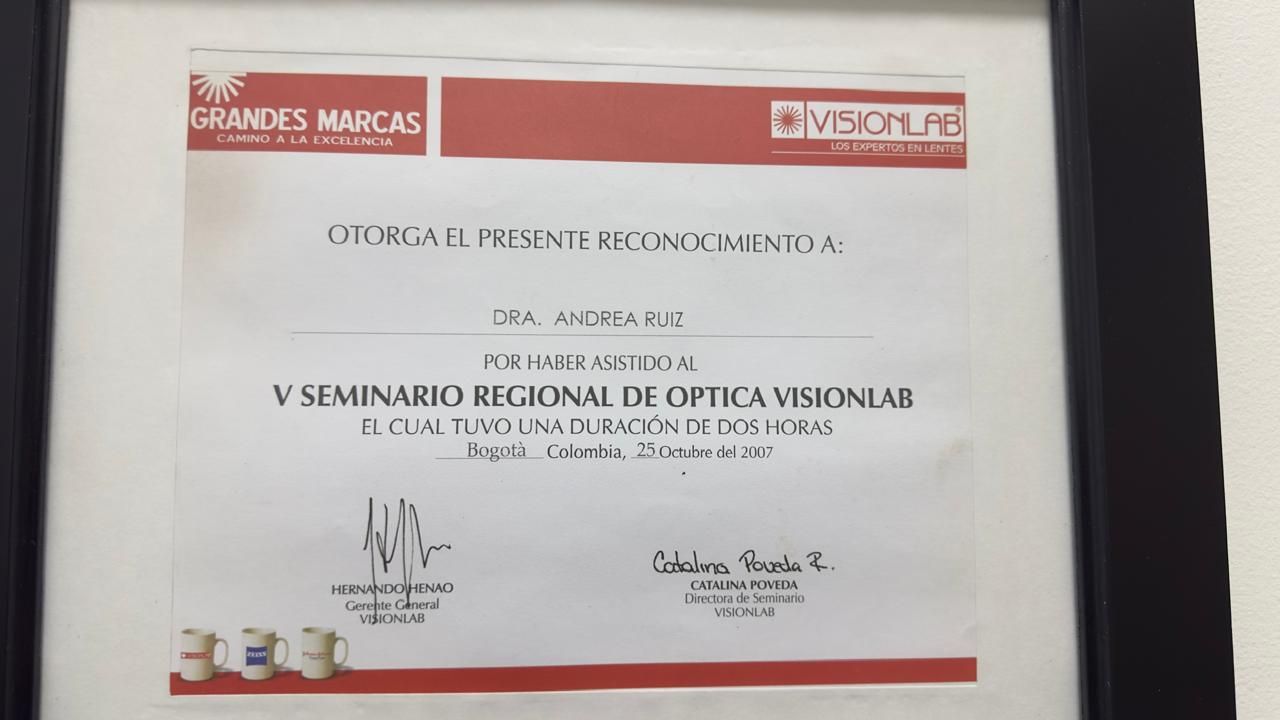 GRANDES MARCAS
CAMINO A LA EXCELENCIA
VISIONLAB®
LOS EXPERTOS EN LENTES
OTORGA EL PRESENTE RECONOCIMIENTO A:
DRA. ANDREA RUIZ
POR HABER ASISTIDO AL
V SEMINARIO REGIONAL DE OPTICA VISIONLAB
EL CUAL TUVO UNA DURACIÓN DE DOS HORAS
Bogotà Colombia, 25 Octubre del 2007
Catalina Poveda R.
HERNANDO HENAO
Gerente General
VISIONLAB
CATALINA POVEDA
Directora de Seminario
VISIONLAB
VISIONLAB
ZEISS